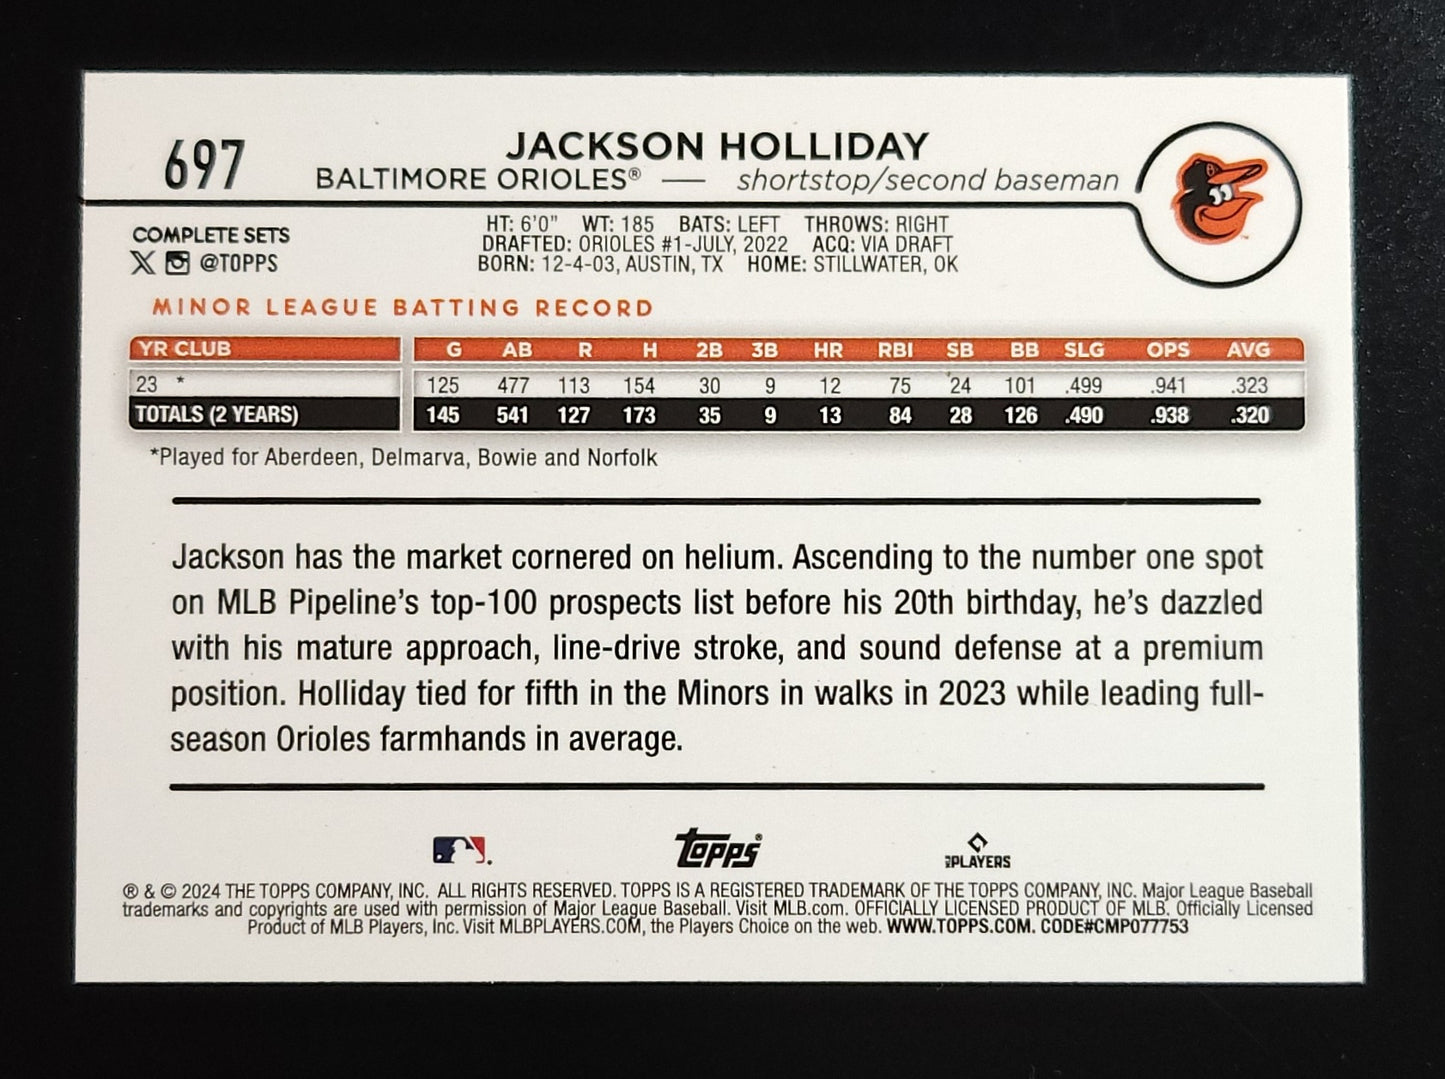 697
JACKSON HOLLIDAY
BALTIMORE ORIOLES® — shortstop/second baseman
COMPLETE SETS
@TOPPS
HT: 6'0" WT: 185 BATS: LEFT THROWS: RIGHT
DRAFTED: ORIOLES #1-JULY, 2022 ACQ: VIA DRAFT
BORN: 12-4-03, AUSTIN, TX HOME: STILLWATER, OK
MINOR LEAGUE BATTING RECORD
YR CLUB G AB R H 2B 3B HR RBI SB BB SLG OPS AVG
23 * 125 477 113 154 30 9 12 75 24 101 .499 .941 .323
TOTALS (2 YEARS) 145 541 127 173 35 9 13 84 28 126 .490 .938 .320
*Played for Aberdeen, Delmarva, Bowie and Norfolk
Jackson has the market cornered on helium. Ascending to the number one spot
on MLB Pipeline's top-100 prospects list before his 20th birthday, he's dazzled
with his mature approach, line-drive stroke, and sound defense at a premium
position. Holliday tied for fifth in the Minors in walks in 2023 while leading full-
season Orioles farmhands in average.
Topps®
MLBPLAYERS
® & © 2024 THE TOPPS COMPANY, INC. ALL RIGHTS RESERVED. TOPPS IS A REGISTERED TRADEMARK OF THE TOPPS COMPANY, INC. Major League Baseball
trademarks and copyrights are used with permission of Major League Baseball. Visit MLB.com. OFFICIALLY LICENSED PRODUCT OF MLB. Officially Licensed
Product of MLB Players, Inc. Visit MLBPLAYERS.COM, the Players Choice on the web. WWW.TOPPS.COM. CODE#CMP077753